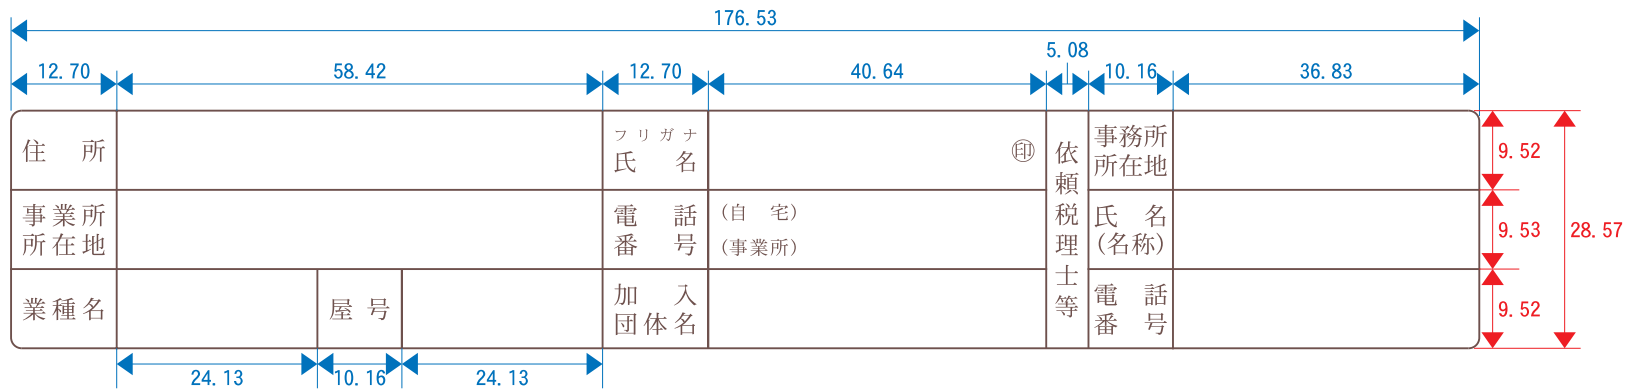 176.53
12.70 58.42 12.70 40.64 5.08 10.16 36.83
住 所
フリガナ
氏 名
㊞
依頼税理士等
事務所
所在地
9.52
事業所
所在地
電 話
番 号
(自 宅)
(事業所)
氏 名
(名称)
9.53
28.57
業種名
屋号
加 入
団体名
電 話
番 号
9.52
24.13 10.16 24.13